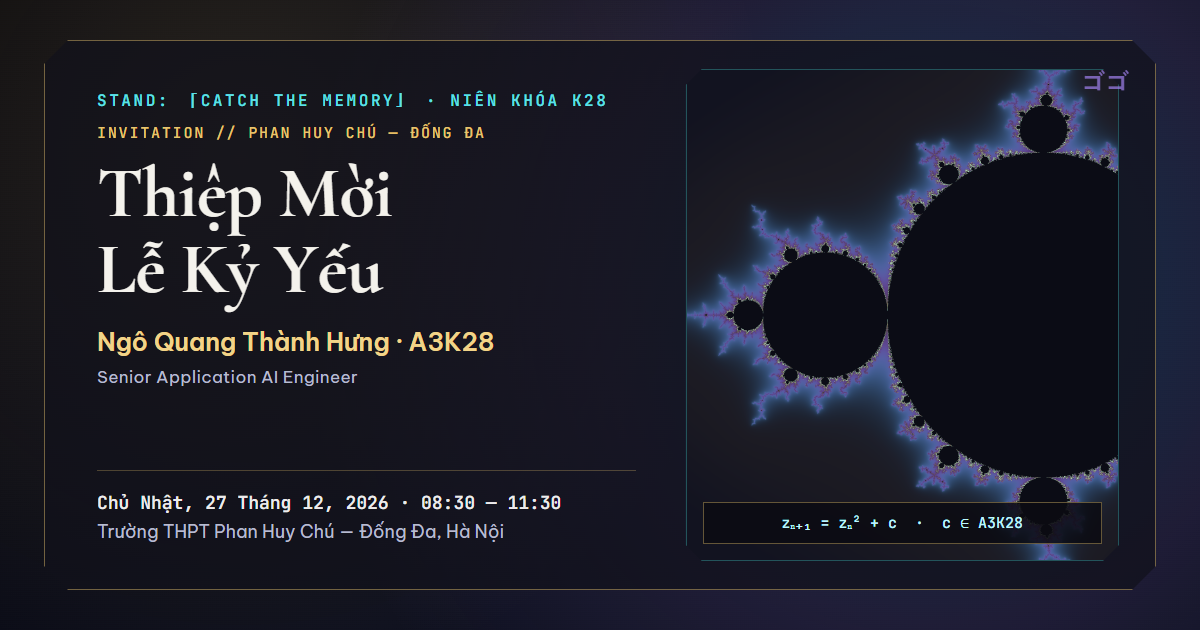 STAND: 「CATCH THE MEMORY」 · NIÊN KHÓA K28
INVITATION // PHAN HUY CHÚ — ĐỐNG ĐA
Thiệp Mời
Lễ Kỷ Yếu
Ngô Quang Thành Hưng · A3K28
Senior Application AI Engineer
Chủ Nhật, 27 Tháng 12, 2026 · 08:30 — 11:30
Trường THPT Phan Huy Chú — Đống Đa, Hà Nội
ゴゴ
zₙ₊₁ = zₙ² + c · c ∈ A3K28